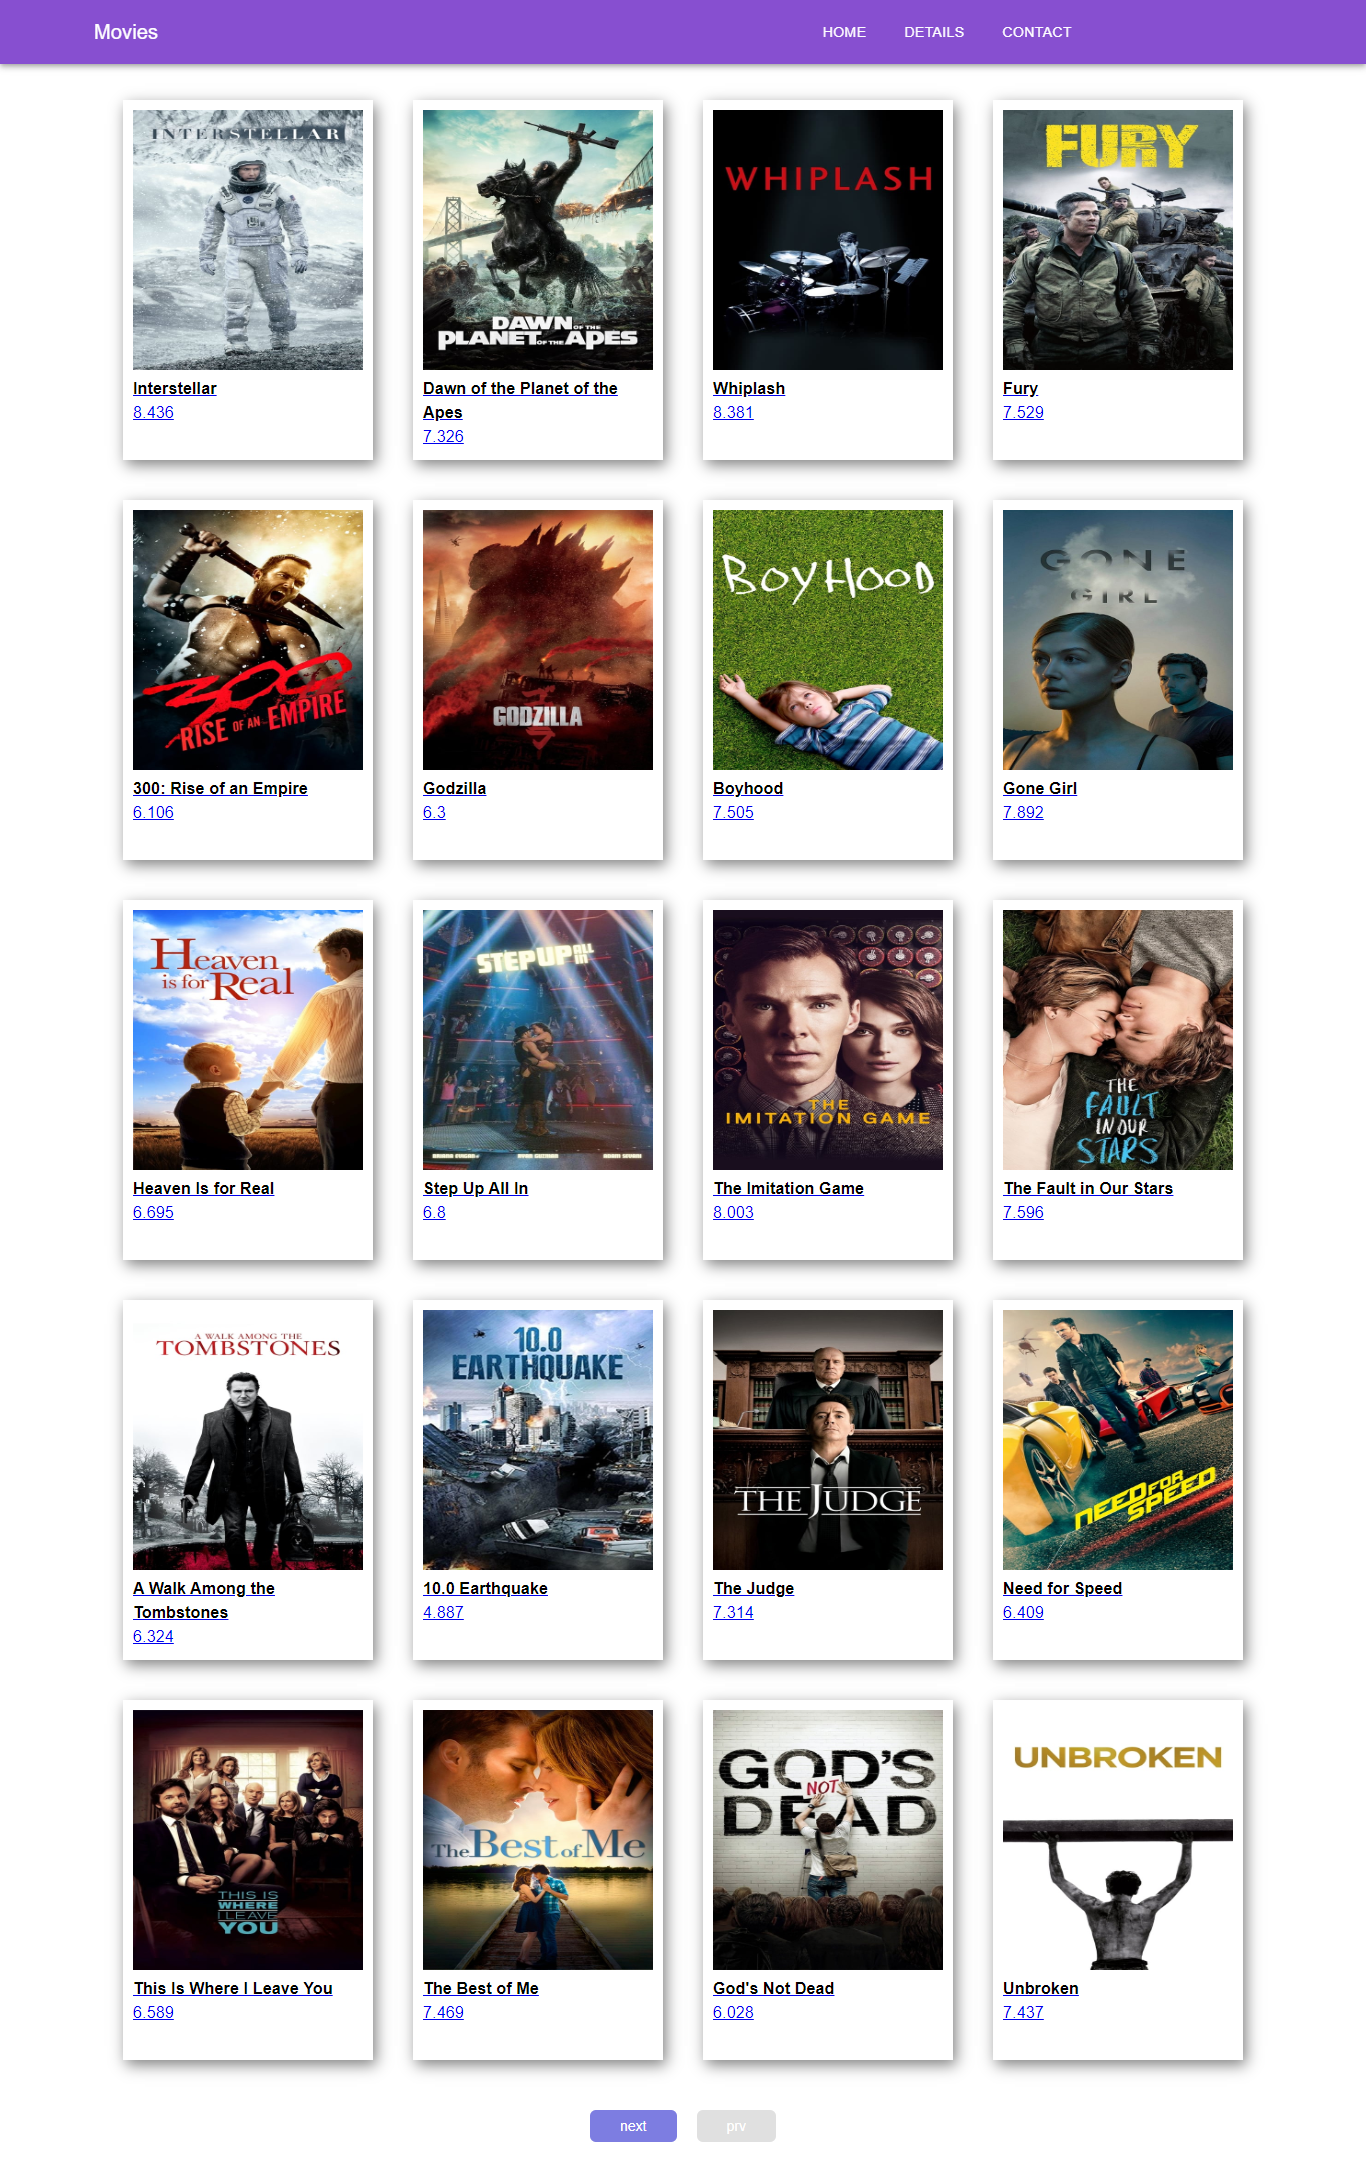 Movies
HOME DETAILS CONTACT
INTERSTELLAR
Interstellar
8.436
DAWN OF THE
PLANET OF THE APES
Dawn of the Planet of the
Apes
7.326
WHIPLASH
Whiplash
8.381
FURY
Fury
7.529
300
RISE OF AN EMPIRE
300: Rise of an Empire
6.106
GODZILLA
Godzilla
6.3
BOYHOOD
Boyhood
7.505
GONE
GIRL
Gone Girl
7.892
Heaven
is for Real
Heaven Is for Real
6.695
STEP UP ALL IN
Step Up All In
6.8
THE
IMITATION GAME
The Imitation Game
8.003
THE
FAULT
IN OUR
STARS
The Fault in Our Stars
7.596
A WALK AMONG THE
TOMBSTONES
A Walk Among the
Tombstones
6.324
10.0
EARTHQUAKE
10.0 Earthquake
4.887
THE JUDGE
The Judge
7.314
NEED FOR
SPEED
Need for Speed
6.409
THIS IS
WHERE
I LEAVE
YOU
This Is Where I Leave You
6.589
The Best of Me
The Best of Me
7.469
GOD'S
NOT
DEAD
God's Not Dead
6.028
UNBROKEN
Unbroken
7.437
next
prv